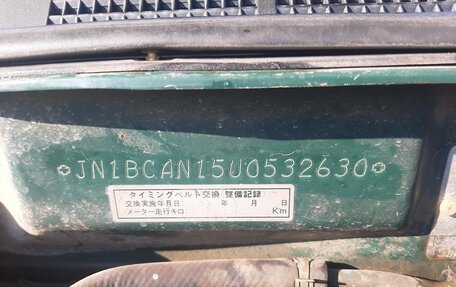 JN1BCAN15U0532630
タイミングベルト交換 整備記録
交換実施年月日: 年 月 日
メーター走行キロ: Km